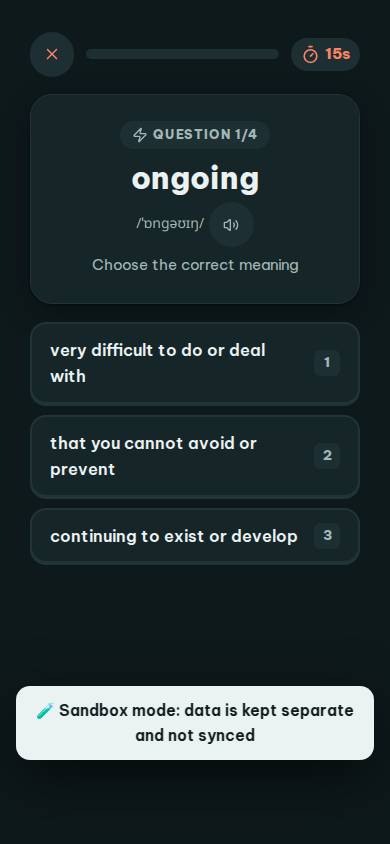 15s
QUESTION 1/4
ongoing
/ˈɒnɡəʊɪŋ/
Choose the correct meaning
very difficult to do or deal
with
1
that you cannot avoid or
prevent
2
continuing to exist or develop
3
🧪 Sandbox mode: data is kept separate
and not synced